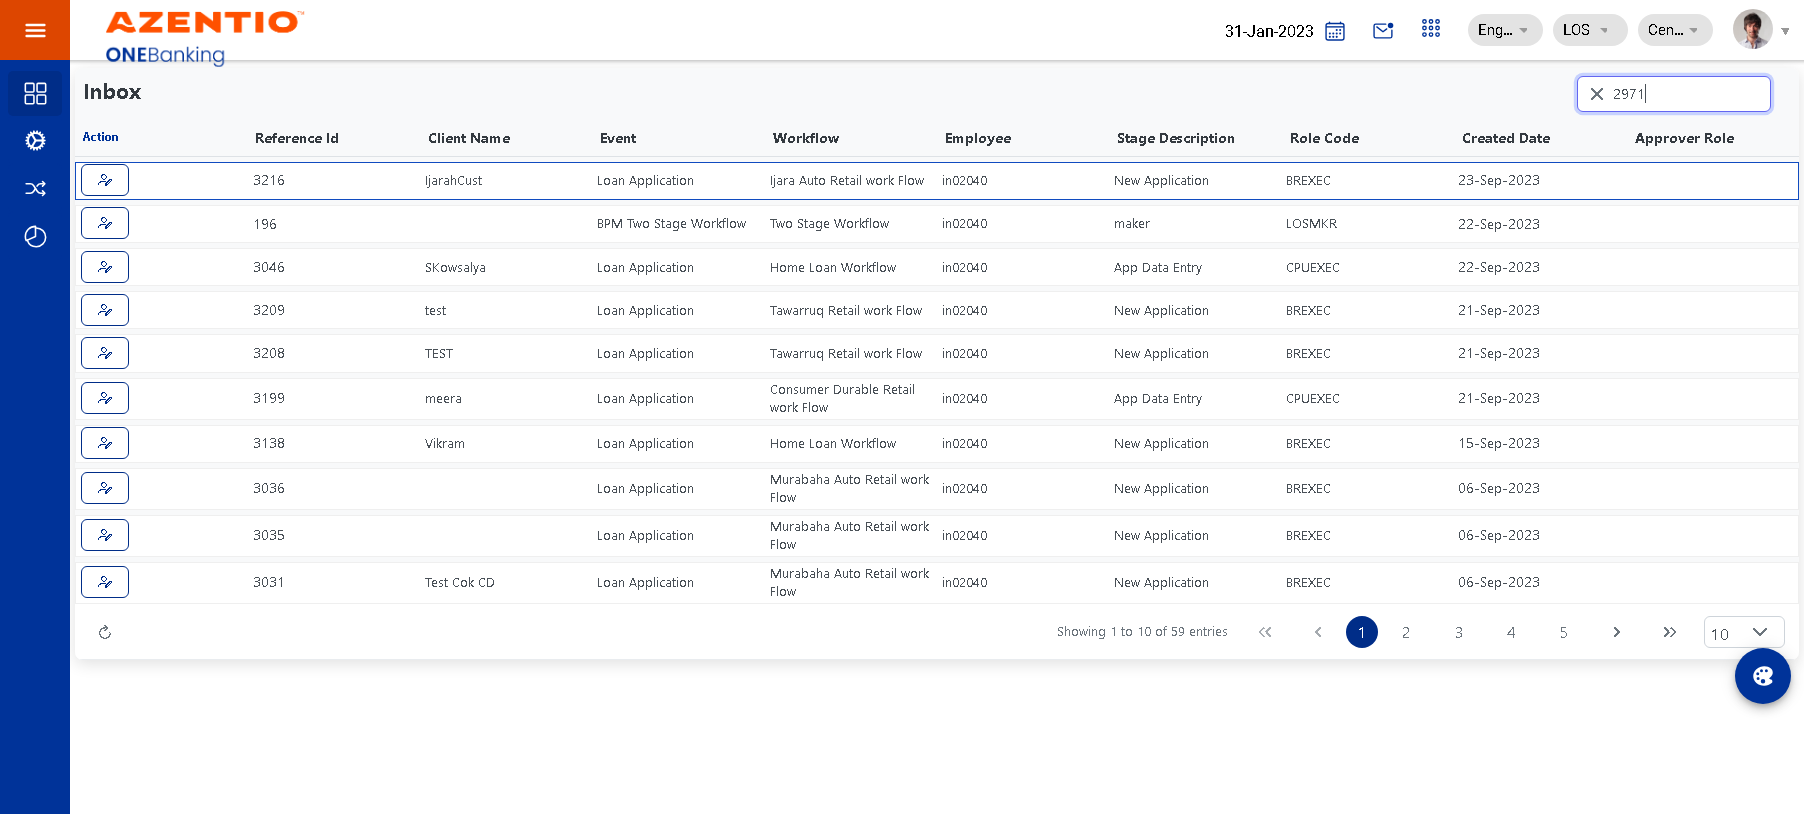 AZENTIO™
ONEBanking
31-Jan-2023 Eng... LOS Cen...
Inbox 2971
Action Reference Id Client Name Event Workflow Employee Stage Description Role Code Created Date Approver Role
3216 IjarahCust Loan Application Ijara Auto Retail work Flow in02040 New Application BREXEC 23-Sep-2023
196 BPM Two Stage Workflow Two Stage Workflow in02040 maker LOSMKR 22-Sep-2023
3046 SKowsalya Loan Application Home Loan Workflow in02040 App Data Entry CPUEXEC 22-Sep-2023
3209 test Loan Application Tawarruq Retail work Flow in02040 New Application BREXEC 21-Sep-2023
3208 TEST Loan Application Tawarruq Retail work Flow in02040 New Application BREXEC 21-Sep-2023
3199 meera Loan Application Consumer Durable Retail work Flow in02040 App Data Entry CPUEXEC 21-Sep-2023
3138 Vikram Loan Application Home Loan Workflow in02040 New Application BREXEC 15-Sep-2023
3036 Loan Application Murabaha Auto Retail work Flow in02040 New Application BREXEC 06-Sep-2023
3035 Loan Application Murabaha Auto Retail work Flow in02040 New Application BREXEC 06-Sep-2023
3031 Test Cok CD Loan Application Murabaha Auto Retail work Flow in02040 New Application BREXEC 06-Sep-2023
Showing 1 to 10 of 59 entries 1 2 3 4 5 10